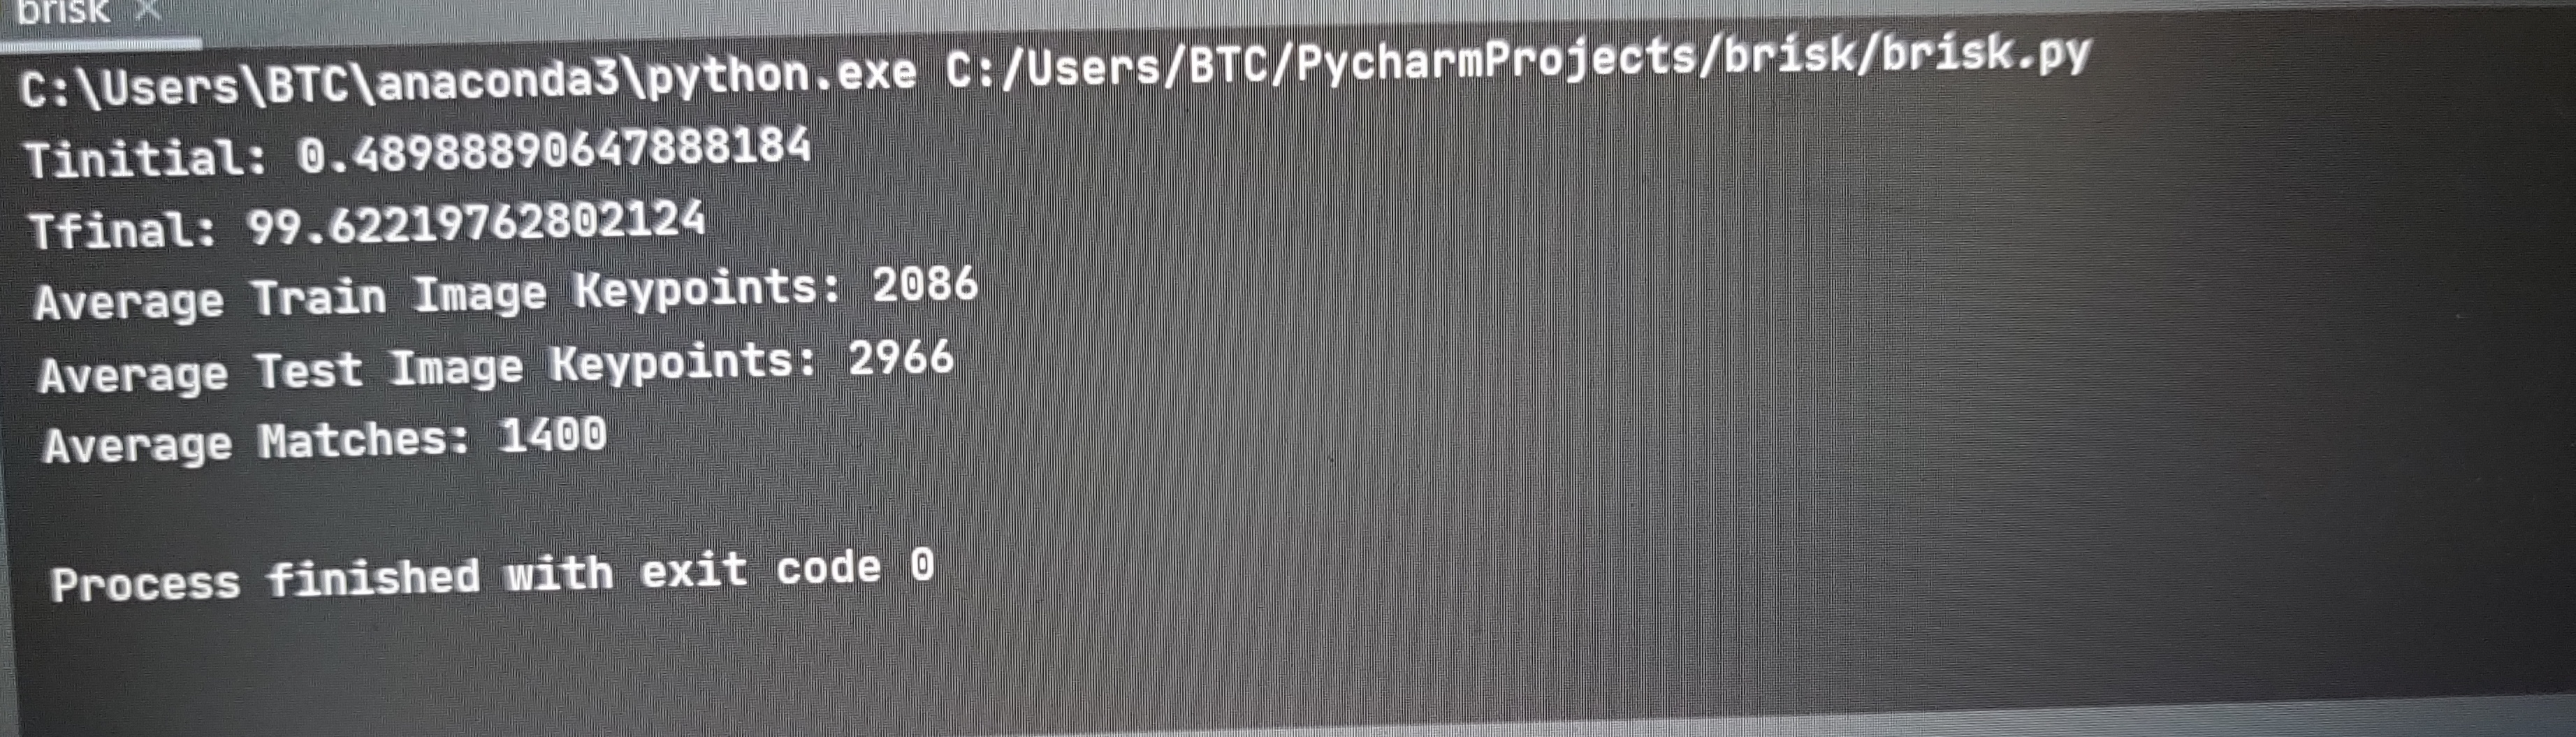 brisk
C:\Users\BTC\anaconda3\python.exe C:/Users/BTC/PycharmProjects/brisk/brisk.py
Tinitial: 0.48988890647888184
Tfinal: 99.62219762802124
Average Train Image Keypoints: 2086
Average Test Image Keypoints: 2966
Average Matches: 1400
Process finished with exit code 0